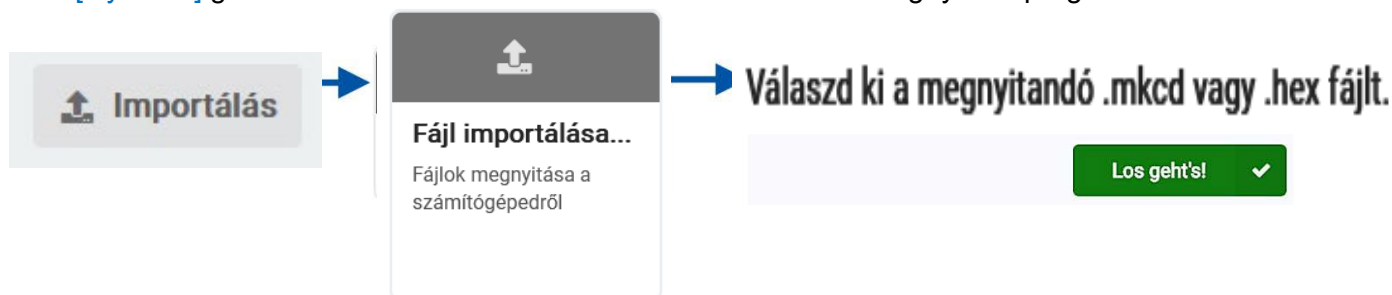 Importálás
Fájl importálása...
Fájlok megnyitása a
számítógépedről
Válaszd ki a megnyitandó .mkcd vagy .hex fájlt.
Los geht's!